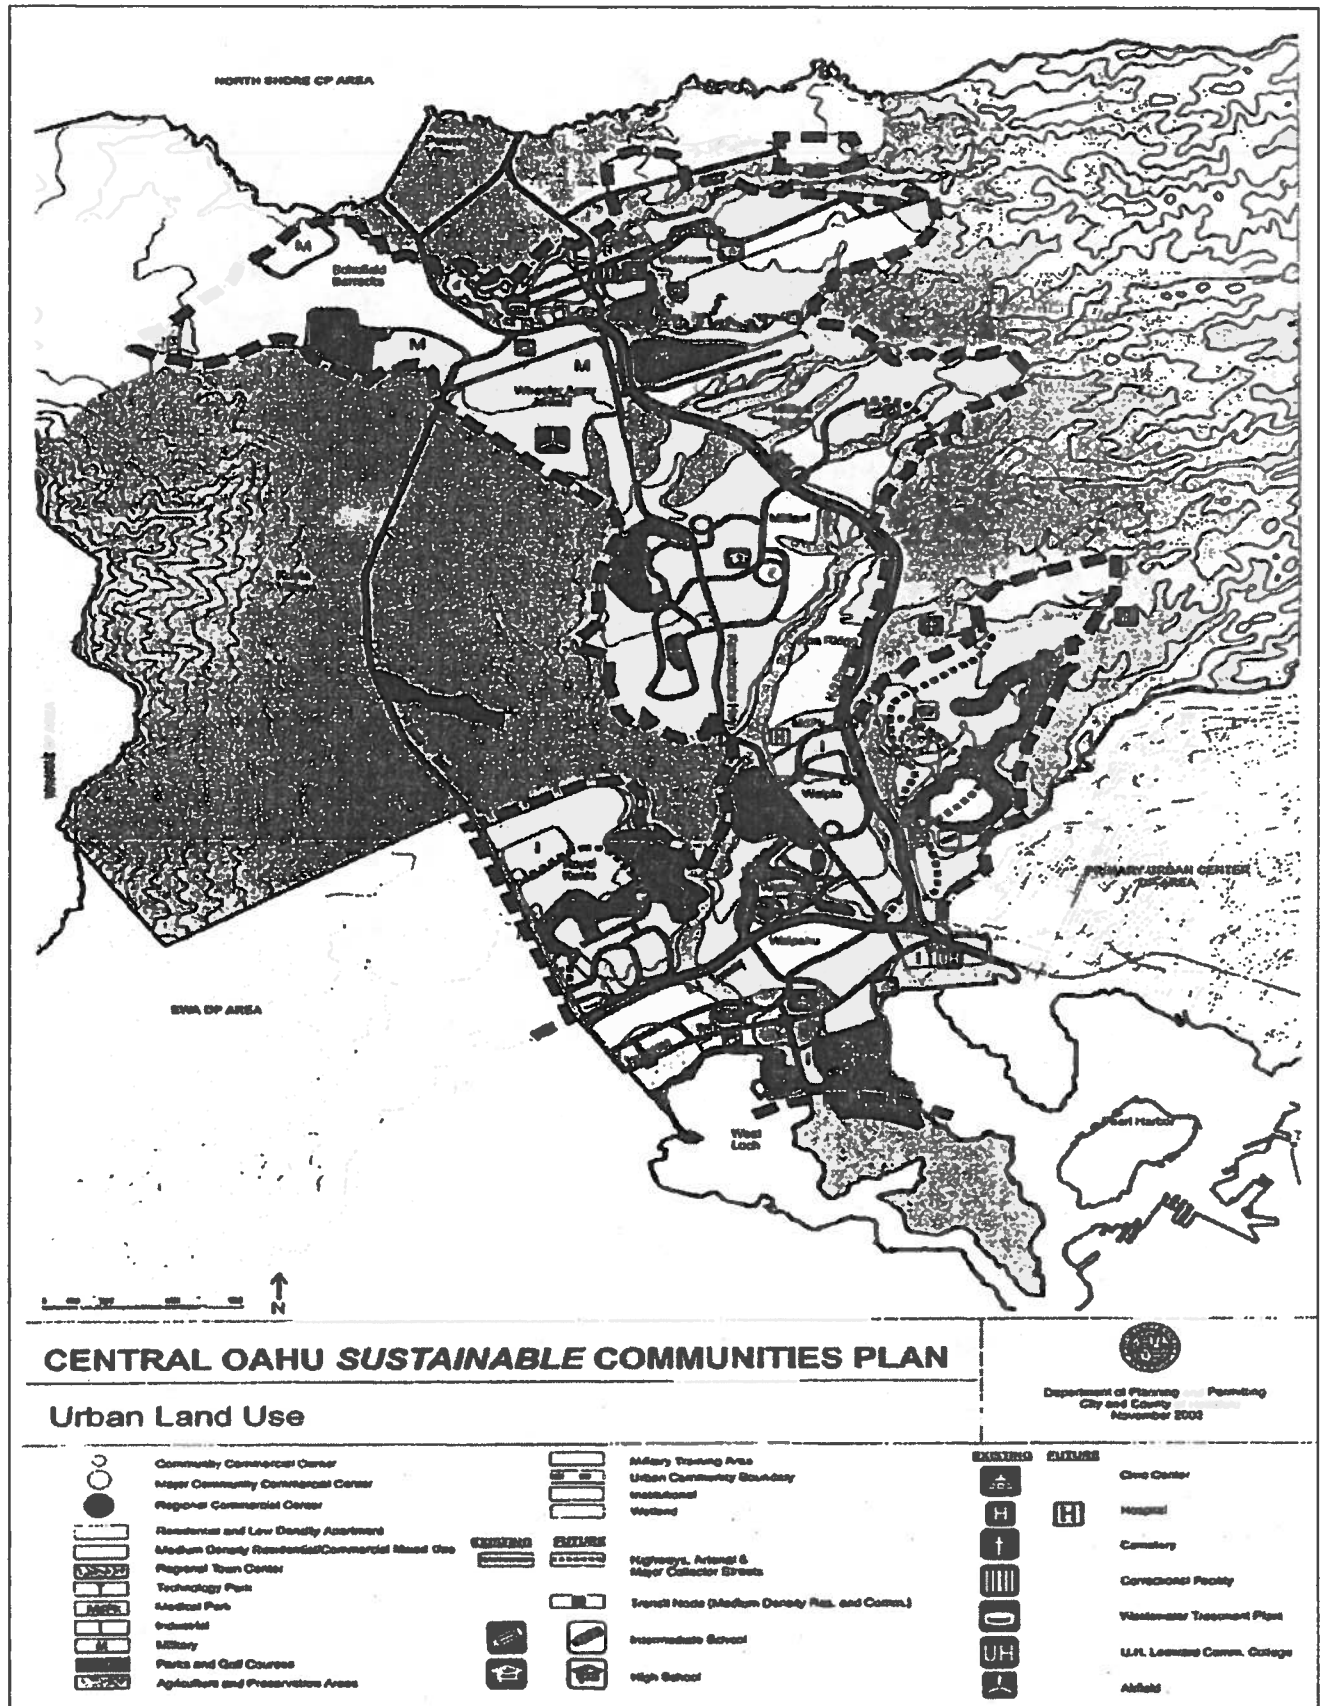 NORTH SHORE CP AREA
M
Schofield
Barracks
M
M
Wheeler Army
Wahiawa
Waipio
Royal
Kunia
Waipahu
PRIMARY URBAN CENTER
DP AREA
EWA DP AREA
West
Loch
Pearl Harbor
N
CENTRAL OAHU SUSTAINABLE COMMUNITIES PLAN
Urban Land Use
Department of Planning and Permitting
City and County
November 2002
Community Commercial Center
Major Community Commercial Center
Regional Commercial Center
Residential and Low Density Apartment
Medium Density Residential/Commercial Mixed Use
Regional Town Center
Technology Park
Medical Park
Industrial
M Military
Parks and Golf Courses
Agriculture and Preservation Areas
Military Training Area
Urban Community Boundary
Institutional
Wetland
EXISTING FUTURE
Highways, Arterial &
Major Collector Streets
Transit Node (Medium Density Res. and Comm.)
Intermediate School
High School
EXISTING FUTURE
Civic Center
H H Hospital
Cemetery
Correctional Facility
Wastewater Treatment Plant
UH U.H. Leeward Comm. College
Airfield